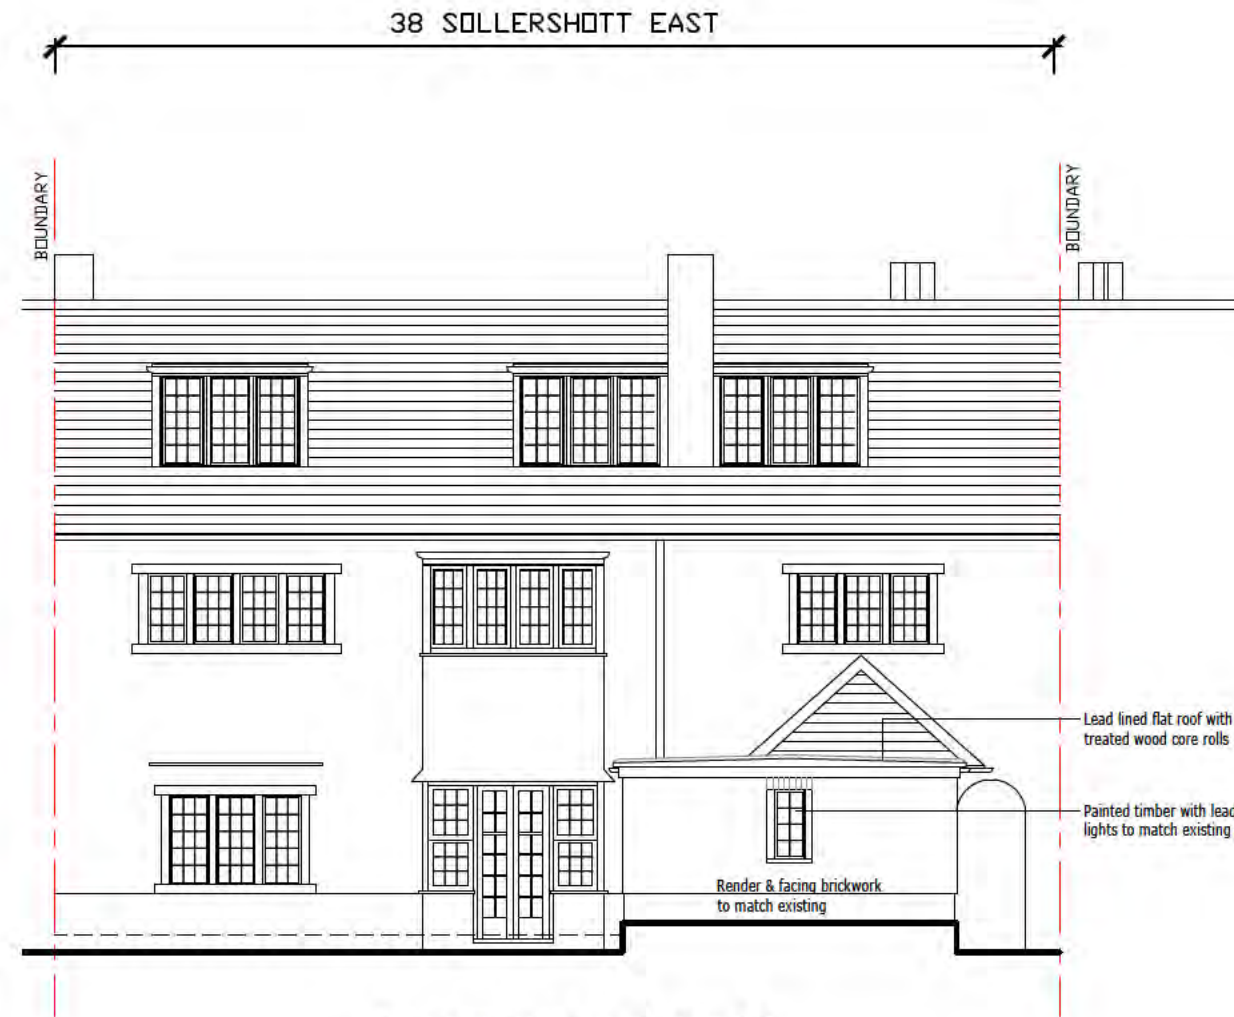 38 SOLLERSHOTT EAST
BOUNDARY
BOUNDARY
Lead lined flat roof with
treated wood core rolls
Painted timber with lead
lights to match existing
Render & facing brickwork
to match existing